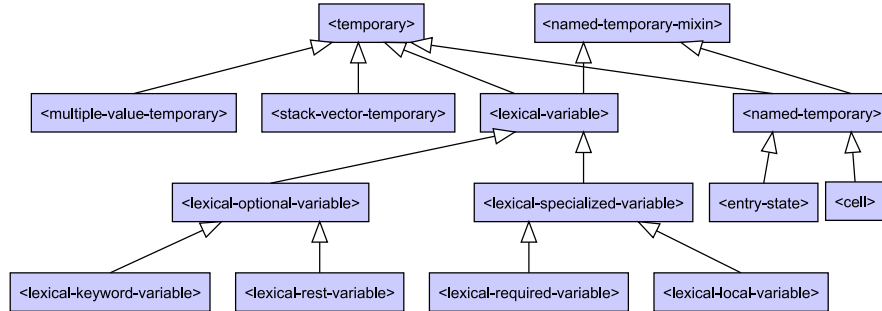 <temporary>
<named-temporary-mixin>
<multiple-value-temporary>
<stack-vector-temporary>
<lexical-variable>
<named-temporary>
<lexical-optional-variable>
<lexical-specialized-variable>
<entry-state>
<cell>
<lexical-keyword-variable>
<lexical-rest-variable>
<lexical-required-variable>
<lexical-local-variable>